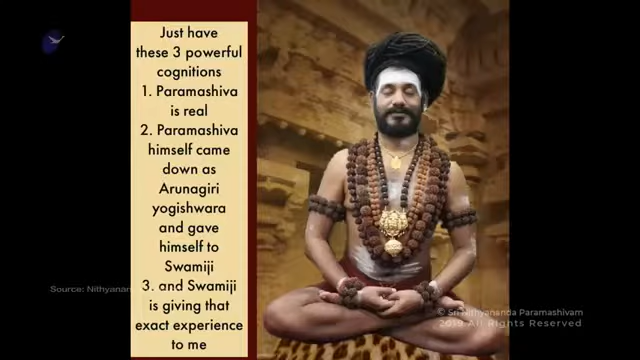 Just have
these 3 powerful
cognitions
1. Paramashiva
is real
2. Paramashiva
himself came
down as
Arunagiri
yogishwara
and gave
himself to
Swamiji
3. and Swamiji
is giving that
exact experience
to me
Source:
© Sri Nithyananda Paramashivam
2019 All Rights Reserved